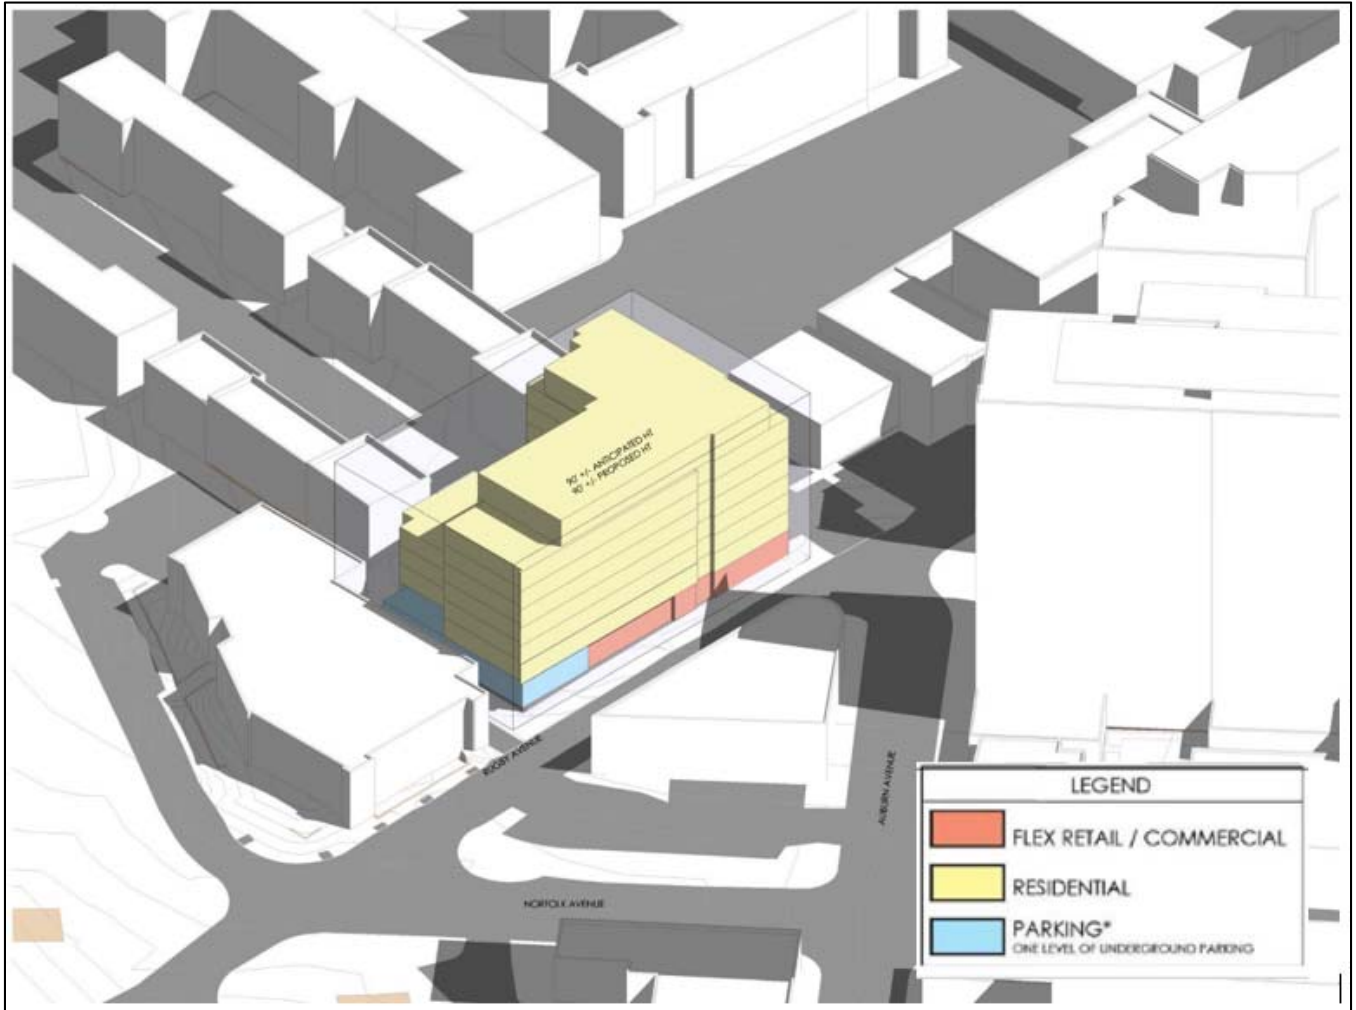 90' +/- ANTICIPATED HT
90' +/- PROPOSED HT
RUGBY AVENUE
AUBURN AVENUE
NORFOLK AVENUE
LEGEND
FLEX RETAIL / COMMERCIAL
RESIDENTIAL
PARKING*
ONE LEVEL OF UNDERGROUND PARKING